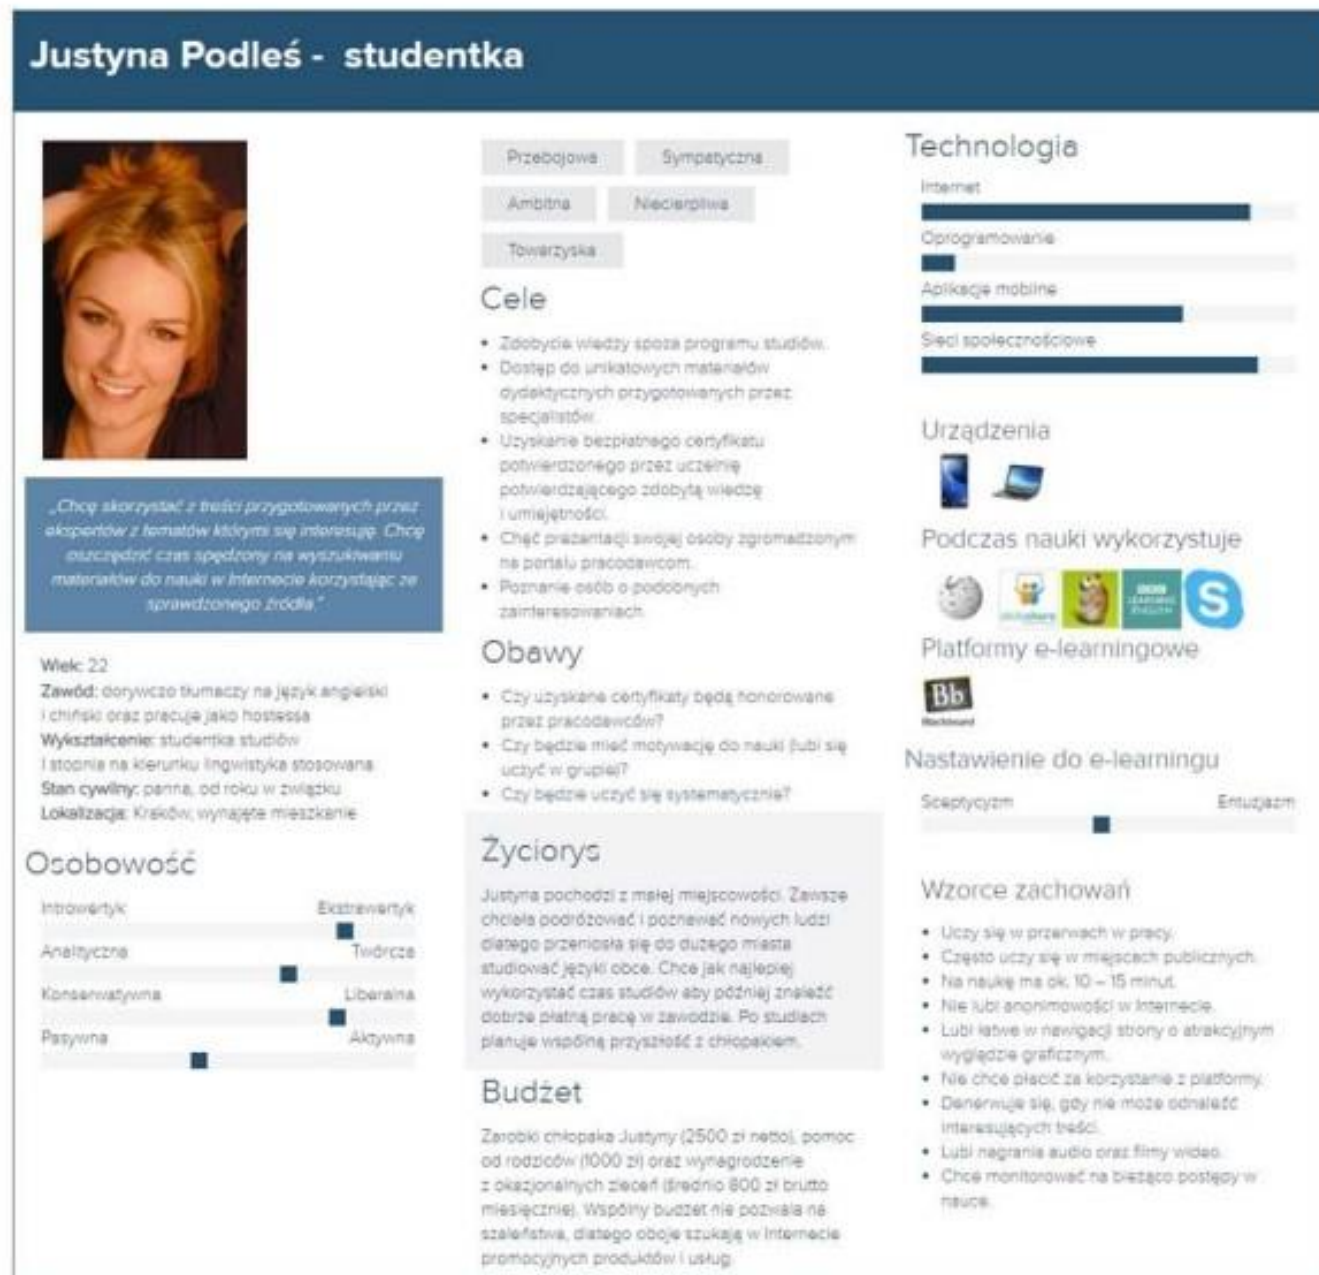 Justyna Podleś - studentka
„Chcę skorzystać z treści przygotowanych przez
ekspertów z tematów którymi się interesuję. Chcę
oszczędzić czas spędzony na wyszukiwaniu
materiałów do nauki w Internecie korzystając ze
sprawdzonego źródła.”
Wiek: 22
Zawód: dorywczo tłumaczy na język angielski
i chiński oraz pracuje jako hostessa
Wykształcenie: studentka studiów
I stopnia na kierunku lingwistyka stosowana
Stan cywilny: panna, od roku w związku
Lokalizacja: Kraków, wynajęte mieszkanie
Osobowość
Introwertyk Ekstrawertyk
Analityczna Twórcza
Konserwatywna Liberalna
Pasywna Aktywna
Przebojowa Sympatyczna
Ambitna Niecierpliwa
Towarzyska
Cele
• Zdobycie wiedzy spoza programu studiów.
• Dostęp do unikatowych materiałów
dydaktycznych przygotowanych przez
specjalistów.
• Uzyskanie bezpłatnego certyfikatu
potwierdzonego przez uczelnię
potwierdzającego zdobytą wiedzę
i umiejętności.
• Chęć prezentacji swojej osoby zgromadzonym
na portalu pracodawcom.
• Poznanie osób o podobnych
zainteresowaniach.
Obawy
• Czy uzyskane certyfikaty będą honorowane
przez pracodawców?
• Czy będzie mieć motywację do nauki (lubi się
uczyć w grupie)?
• Czy będzie uczyć się systematycznie?
Życiorys
Justyna pochodzi z małej miejscowości. Zawsze
chciała podróżować i poznawać nowych ludzi
dlatego przeniosła się do dużego miasta
studiować języki obce. Chce jak najlepiej
wykorzystać czas studiów aby później znaleźć
dobrze płatną pracę w zawodzie. Po studiach
planuje wspólną przyszłość z chłopakiem.
Budżet
Zarobki chłopaka Justyny (2500 zł netto), pomoc
od rodziców (1000 zł) oraz wynagrodzenie
z okazjonalnych zleceń (średnio 800 zł brutto
miesięcznie). Wspólny budżet nie pozwala na
szaleństwa, dlatego oboje szukają w Internecie
promocyjnych produktów i usług.
Technologia
Internet
Oprogramowanie
Aplikacje mobilne
Sieci społecznościowe
Urządzenia
Podczas nauki wykorzystuje
slideshare
BBC
LEARNING
ENGLISH
S
Platformy e-learningowe
Bb
Blackboard
Nastawienie do e-learningu
Sceptycyzm Entuzjazm
Wzorce zachowań
• Uczy się w przerwach w pracy.
• Często uczy się w miejscach publicznych.
• Na naukę ma ok. 10 – 15 minut.
• Nie lubi anonimowości w Internecie.
• Lubi łatwe w nawigacji strony o atrakcyjnym
wyglądzie graficznym.
• Nie chce płacić za korzystanie z platformy.
• Denerwuje się, gdy nie może odnaleźć
interesujących treści.
• Lubi nagrania audio oraz filmy wideo.
• Chce monitorować na bieżąco postępy w
nauce.